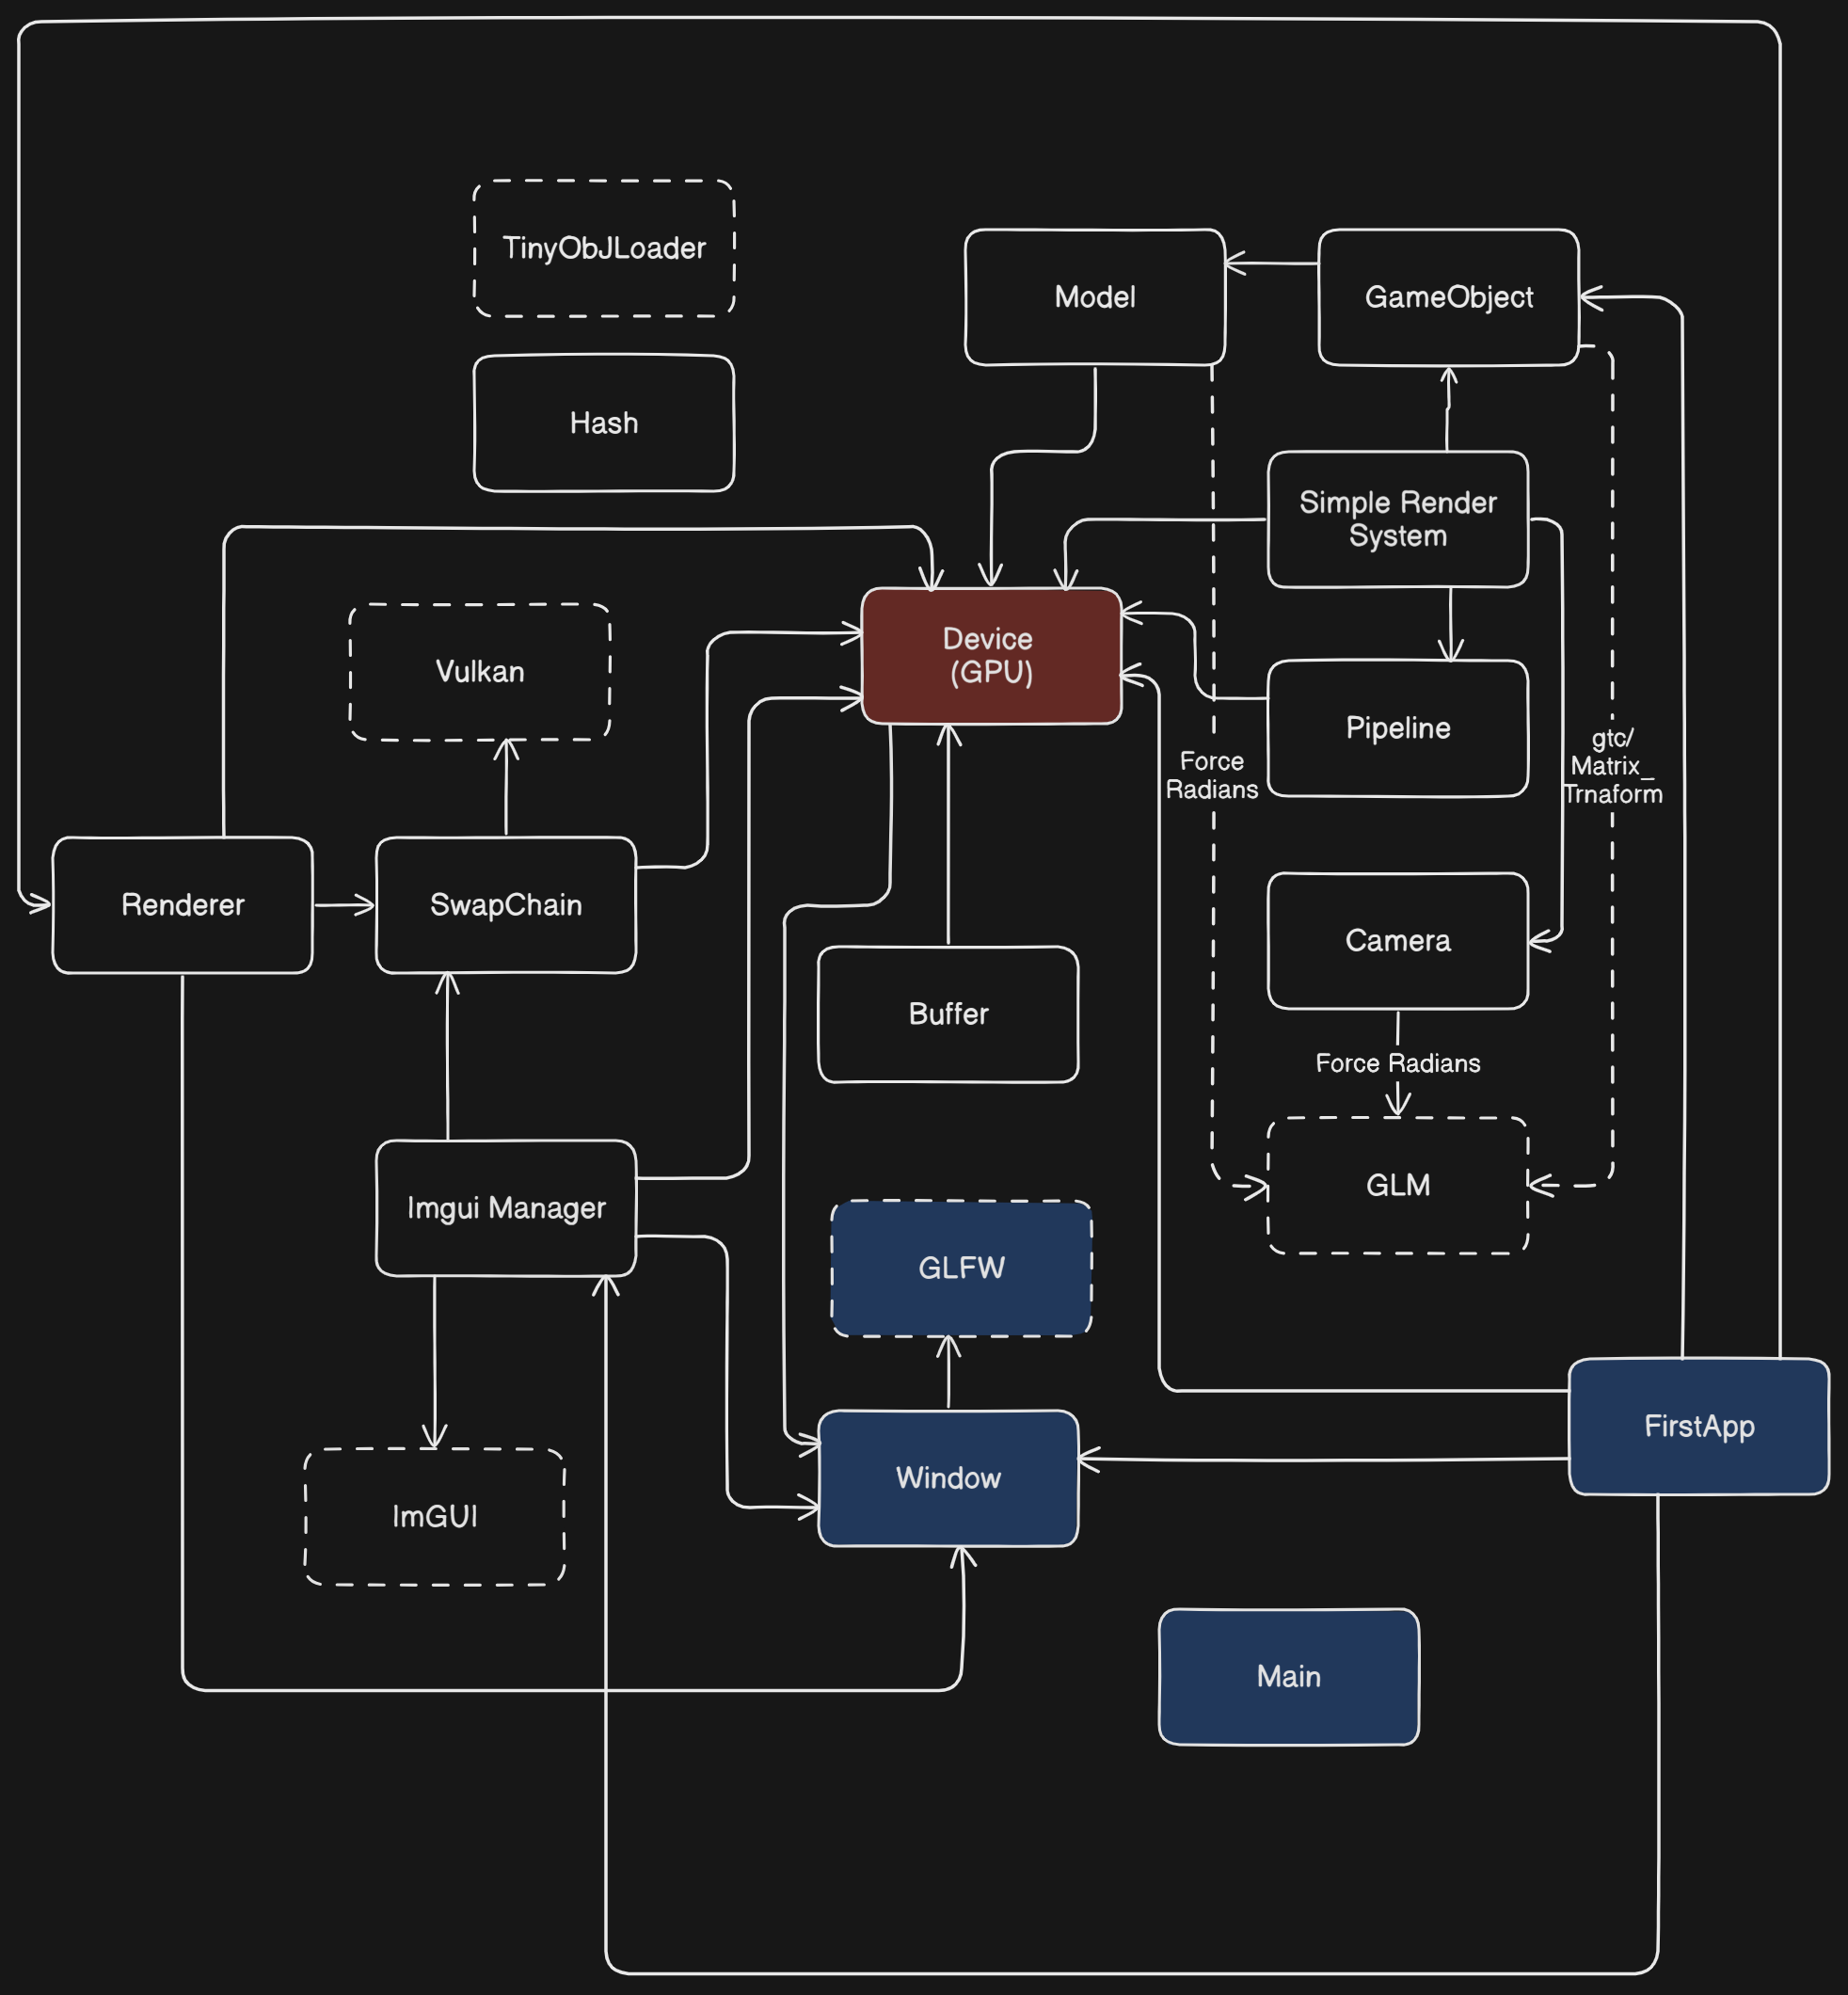 TinyObJLoader
Model
GameObject
Hash
Simple Render
System
Device
(GPU)
Vulkan
Pipeline
Force
Radians
gtc/
Matrix_
Trnaform
Renderer
SwapChain
Camera
Buffer
Force Radians
GLM
Imgui Manager
GLFW
FirstApp
Window
ImGUI
Main